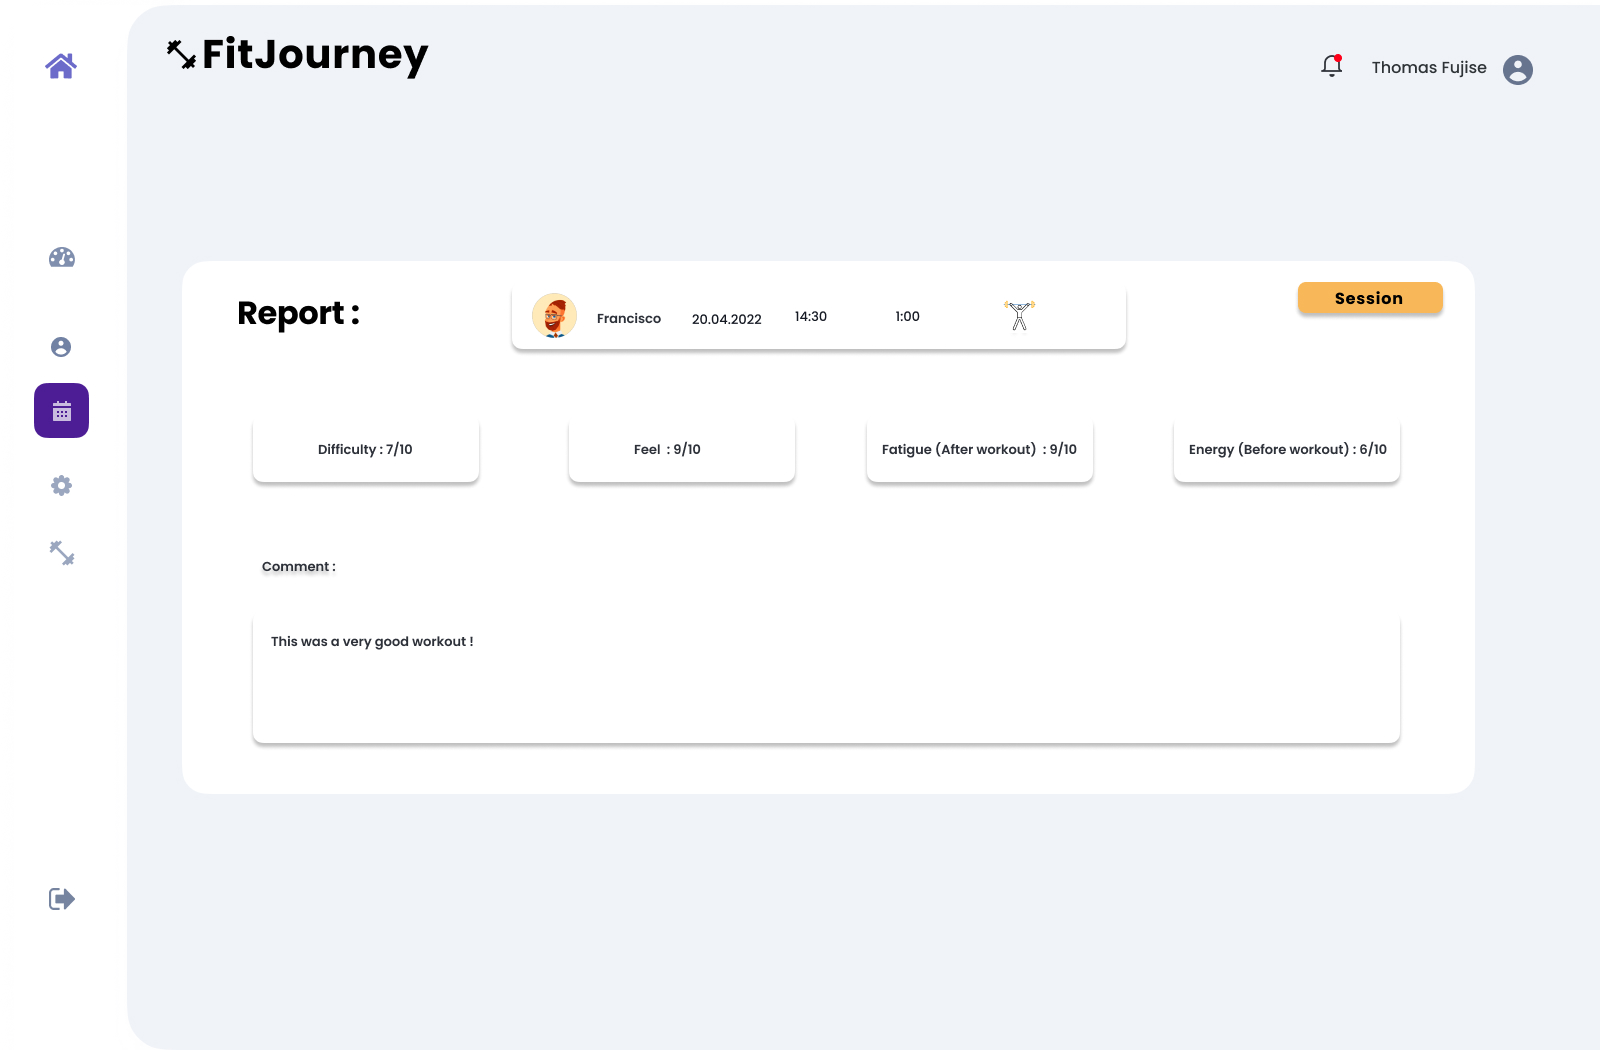 FitJourney
Thomas Fujise
Report :
Francisco
20.04.2022
14:30
1:00
Session
Difficulty : 7/10
Feel : 9/10
Fatigue (After workout) : 9/10
Energy (Before workout) : 6/10
Comment :
This was a very good workout !